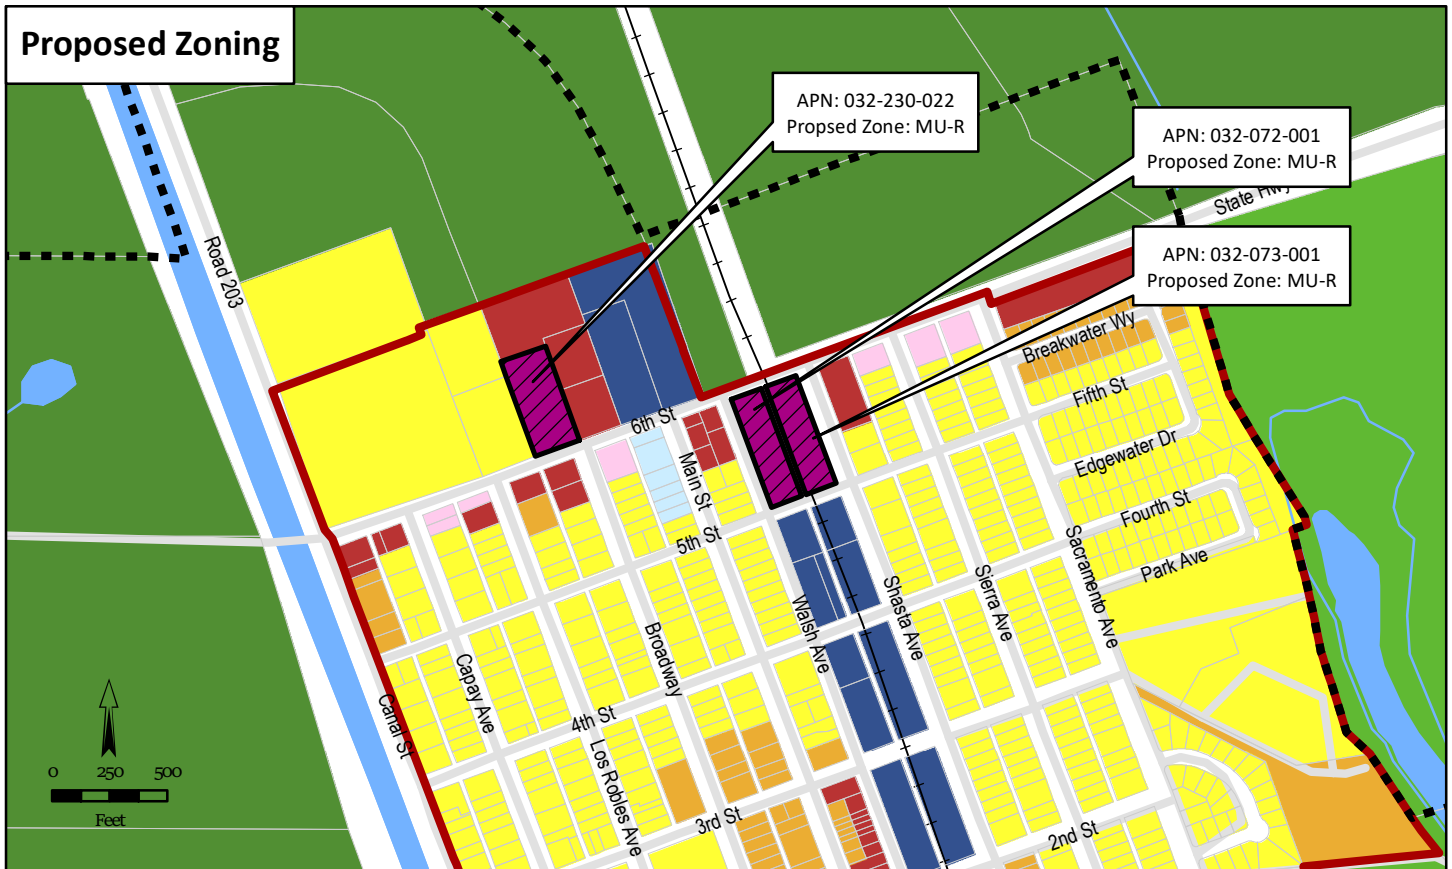 Proposed Zoning
APN: 032-230-022
Propsed Zone: MU-R
APN: 032-072-001
Proposed Zone: MU-R
State Hwy
APN: 032-073-001
Proposed Zone: MU-R
Road 203
Breakwater Wy
Fifth St
6th St
Main St
Edgewater Dr
Fourth St
5th St
Park Ave
Sacramento Ave
Sierra Ave
Shasta Ave
Walsh Ave
Broadway
Capay Ave
Canal St
4th St
Los Robles Ave
3rd St
2nd St
0 250 500
Feet